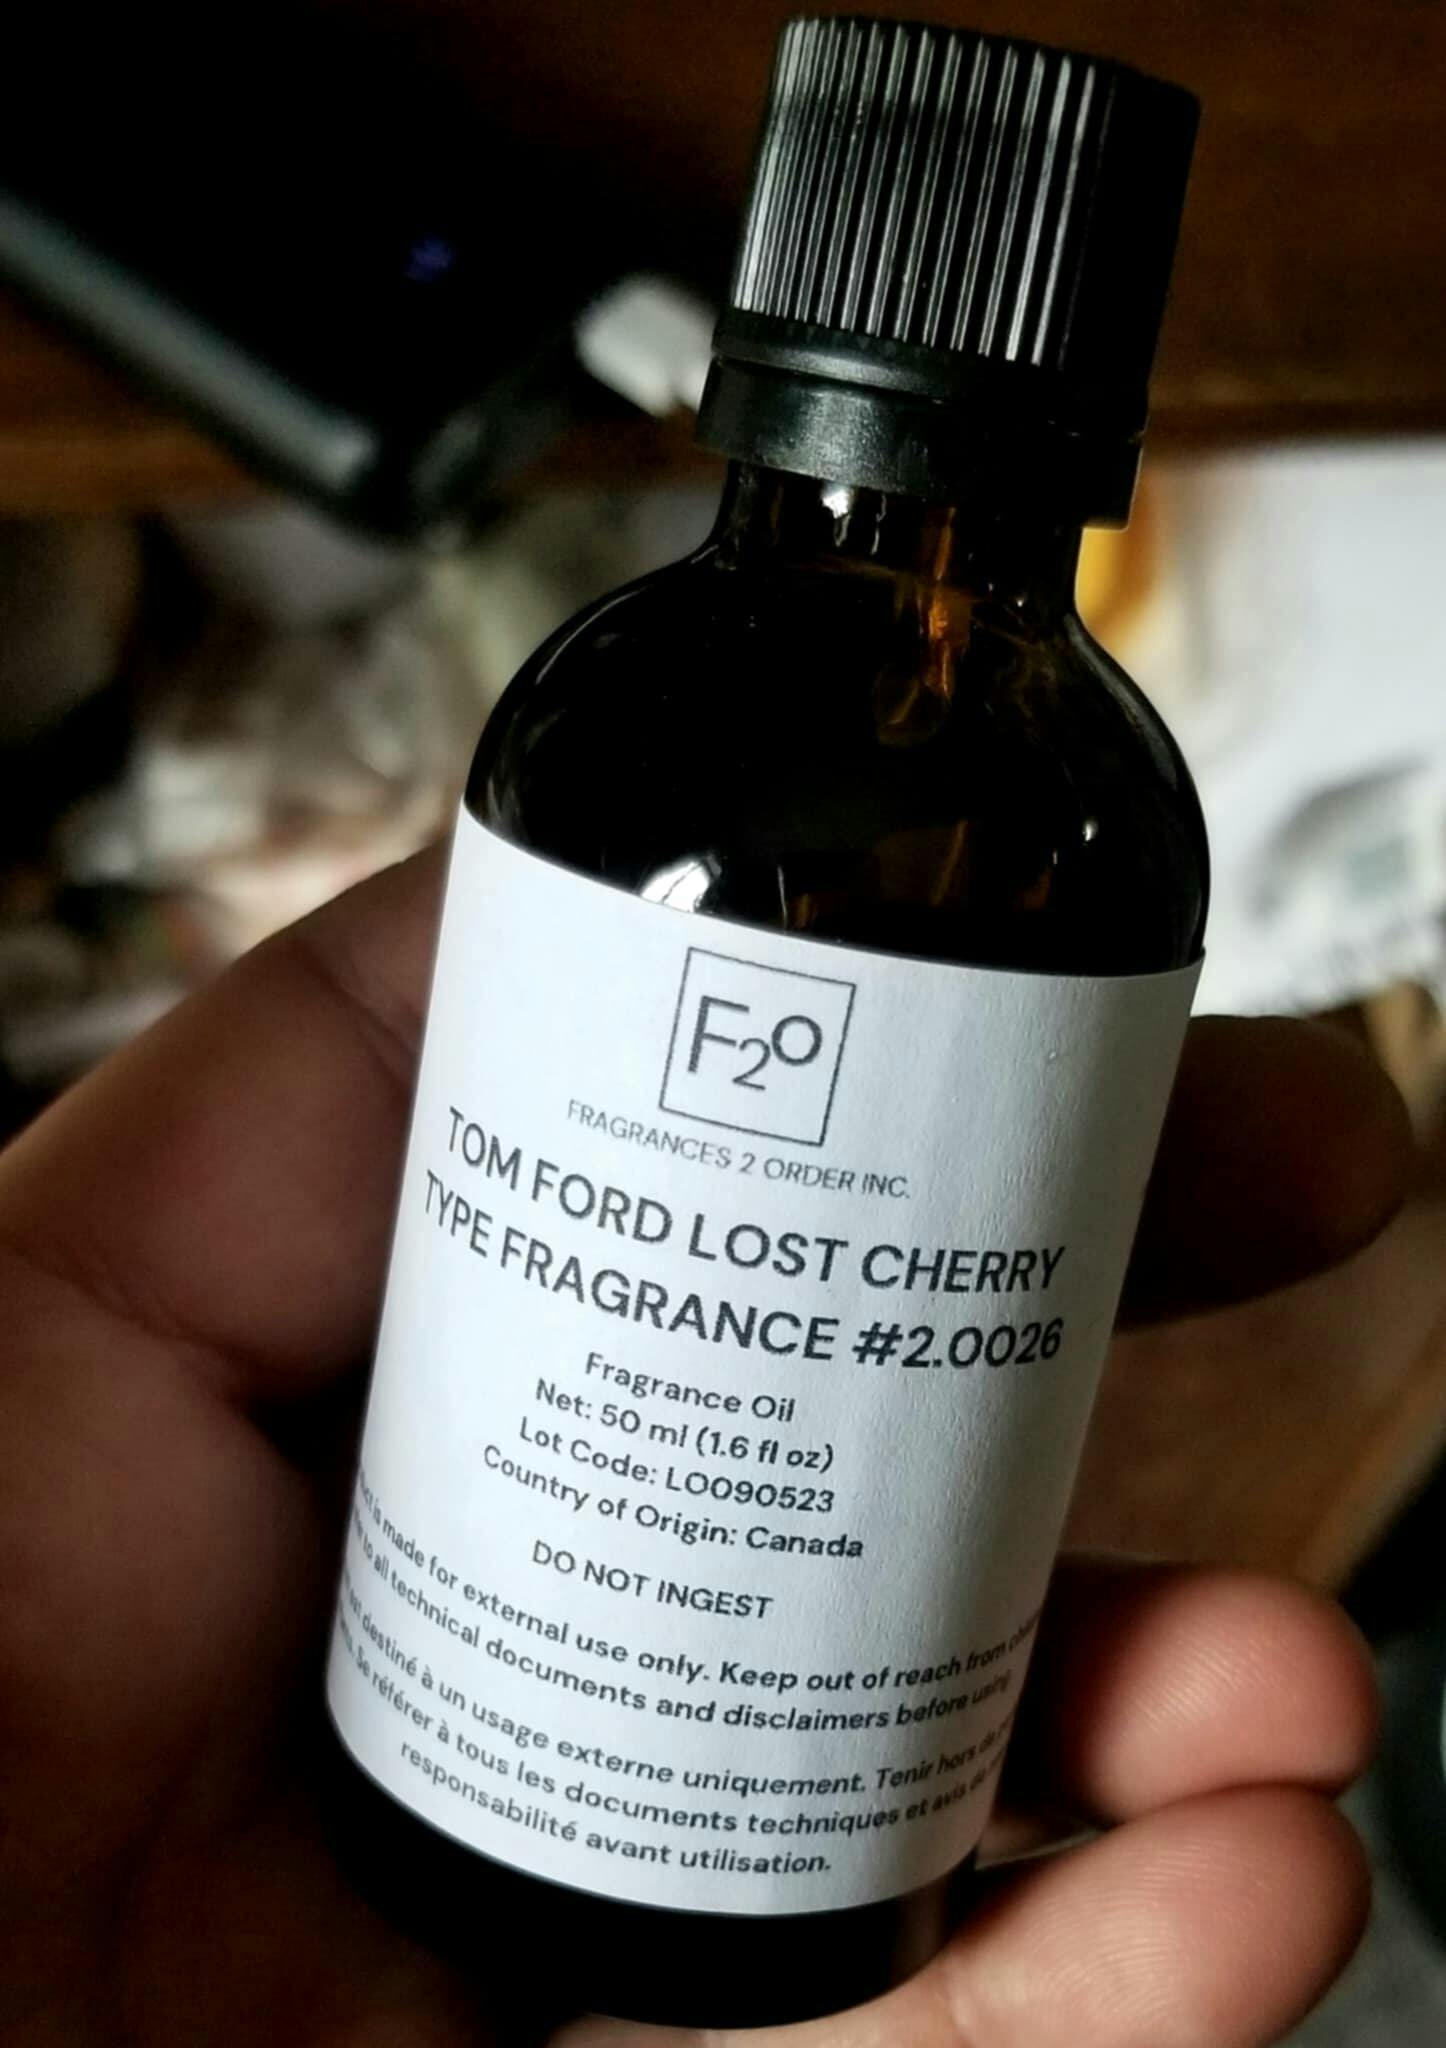 F2O
FRAGRANCES 2 ORDER INC.
TOM FORD LOST CHERRY
TYPE FRAGRANCE #2.0026
Fragrance Oil
Net: 50 ml (1.6 fl oz)
Lot Code: LO090523
Country of Origin: Canada
DO NOT INGEST
is made for external use only. Keep out of reach from
to all technical documents and disclaimers before using.
est destiné à un usage externe uniquement. Tenir hors de
Se référer à tous les documents techniques et avis de
responsabilité avant utilisation.